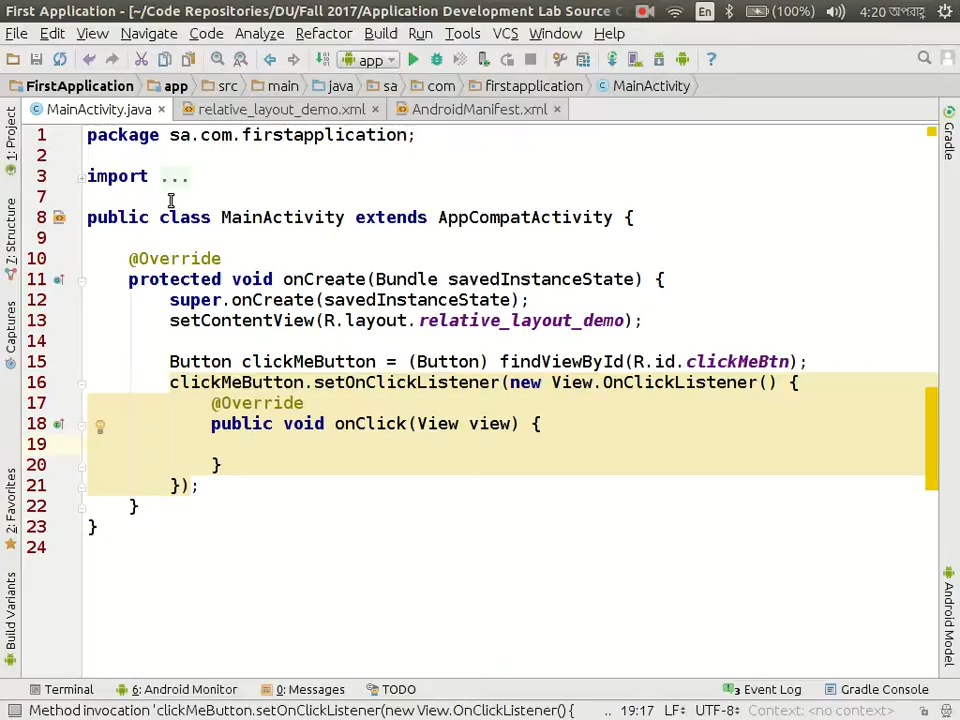 First Application - [~/Code Repositories/DU/Fall 2017/Application Development Lab Source C
En (100%) 4:20 অপরাহ্ণ
File Edit View Navigate Code Analyze Refactor Build Run Tools VCS Window Help
app
FirstApplication app src main java sa com firstapplication MainActivity
MainActivity.java relative_layout_demo.xml AndroidManifest.xml
1 package sa.com.firstapplication;
2
3 import ...
7
8 public class MainActivity extends AppCompatActivity {
9
10 @Override
11 protected void onCreate(Bundle savedInstanceState) {
12 super.onCreate(savedInstanceState);
13 setContentView(R.layout.relative_layout_demo);
14
15 Button clickMeButton = (Button) findViewById(R.id.clickMeBtn);
16 clickMeButton.setOnClickListener(new View.OnClickListener() {
17 @Override
18 public void onClick(View view) {
19
20 }
21 });
22 }
23 }
24
1: Project
7: Structure
Captures
2: Favorites
Build Variants
Gradle
Android Model
Terminal 6: Android Monitor 0: Messages TODO 3 Event Log Gradle Console
Method invocation 'clickMeButton.setOnClickListener(new View.OnClickListener() { .. 19:17 LF UTF-8 Context: <no context>